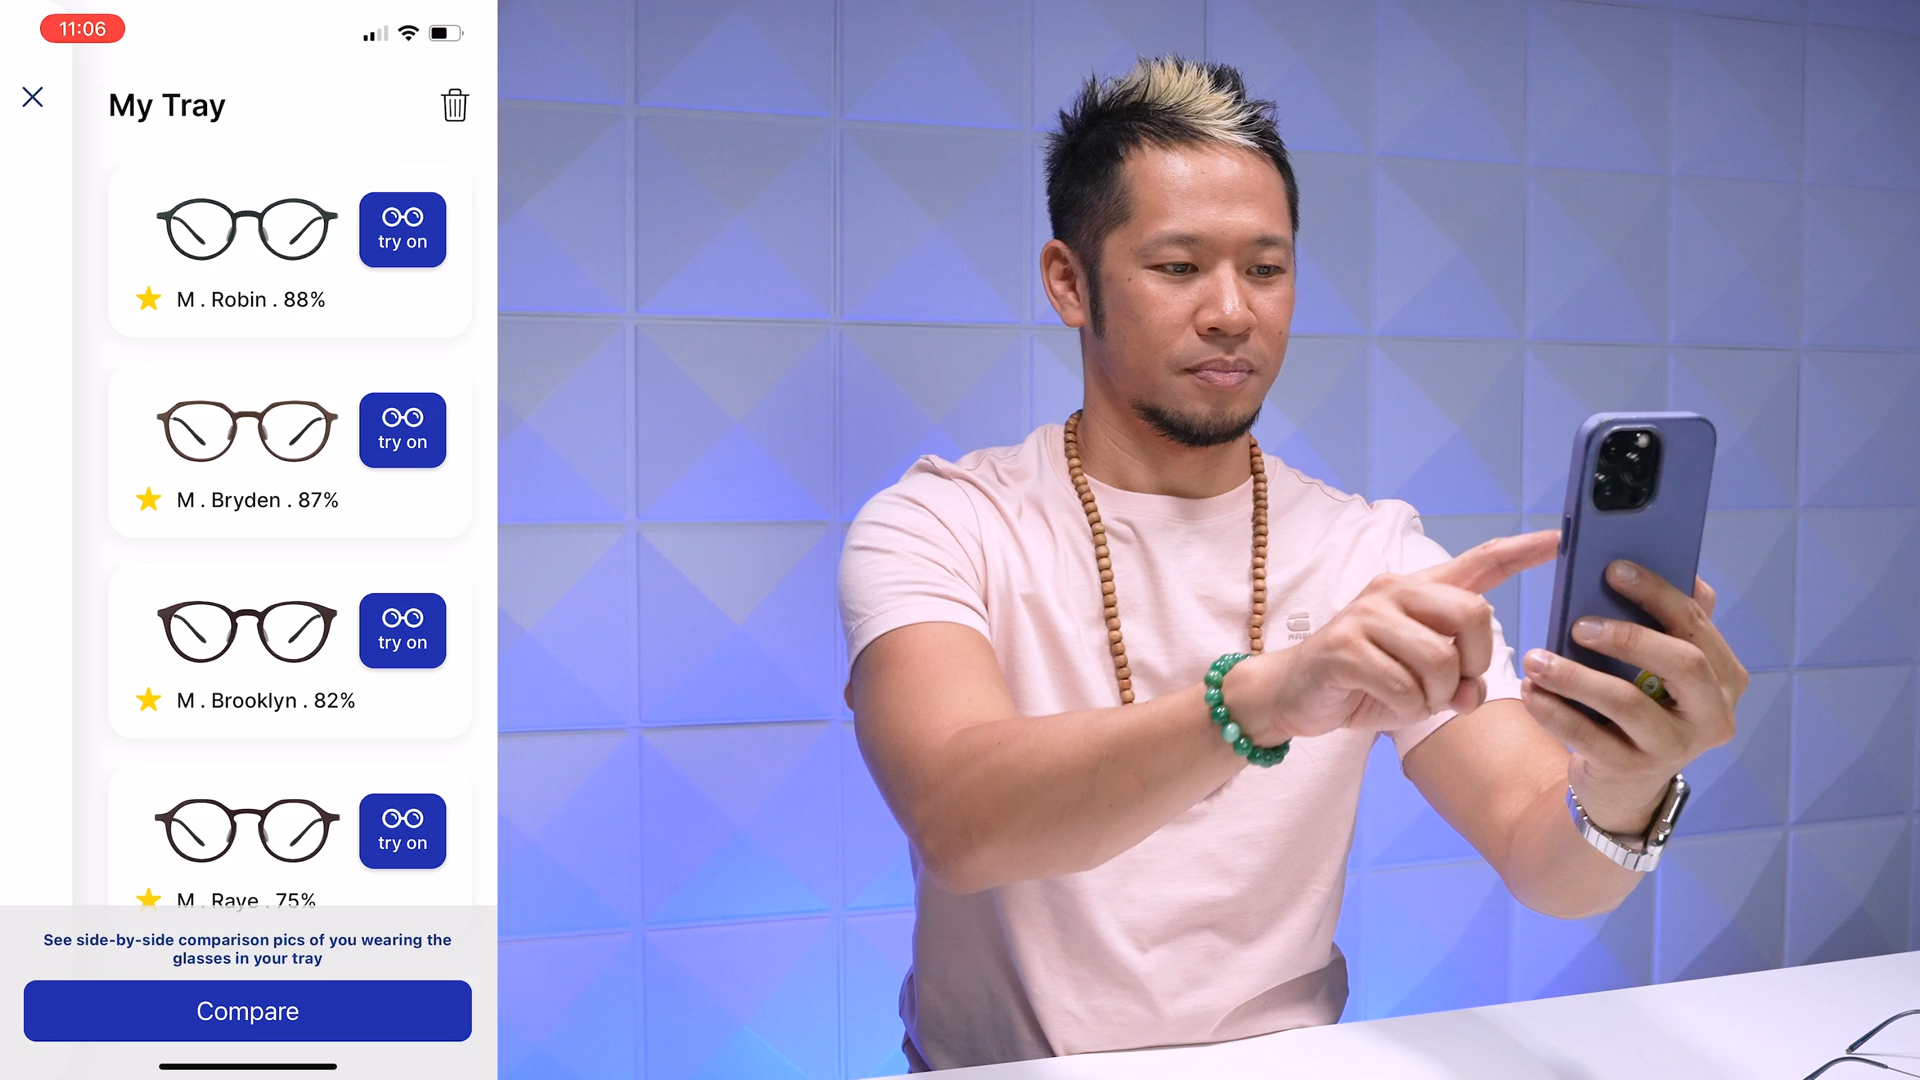 11:06
My Tray
try on
M . Robin . 88%
try on
M . Bryden . 87%
try on
M . Brooklyn . 82%
try on
M . Raye . 75%
See side-by-side comparison pics of you wearing the
glasses in your tray
Compare